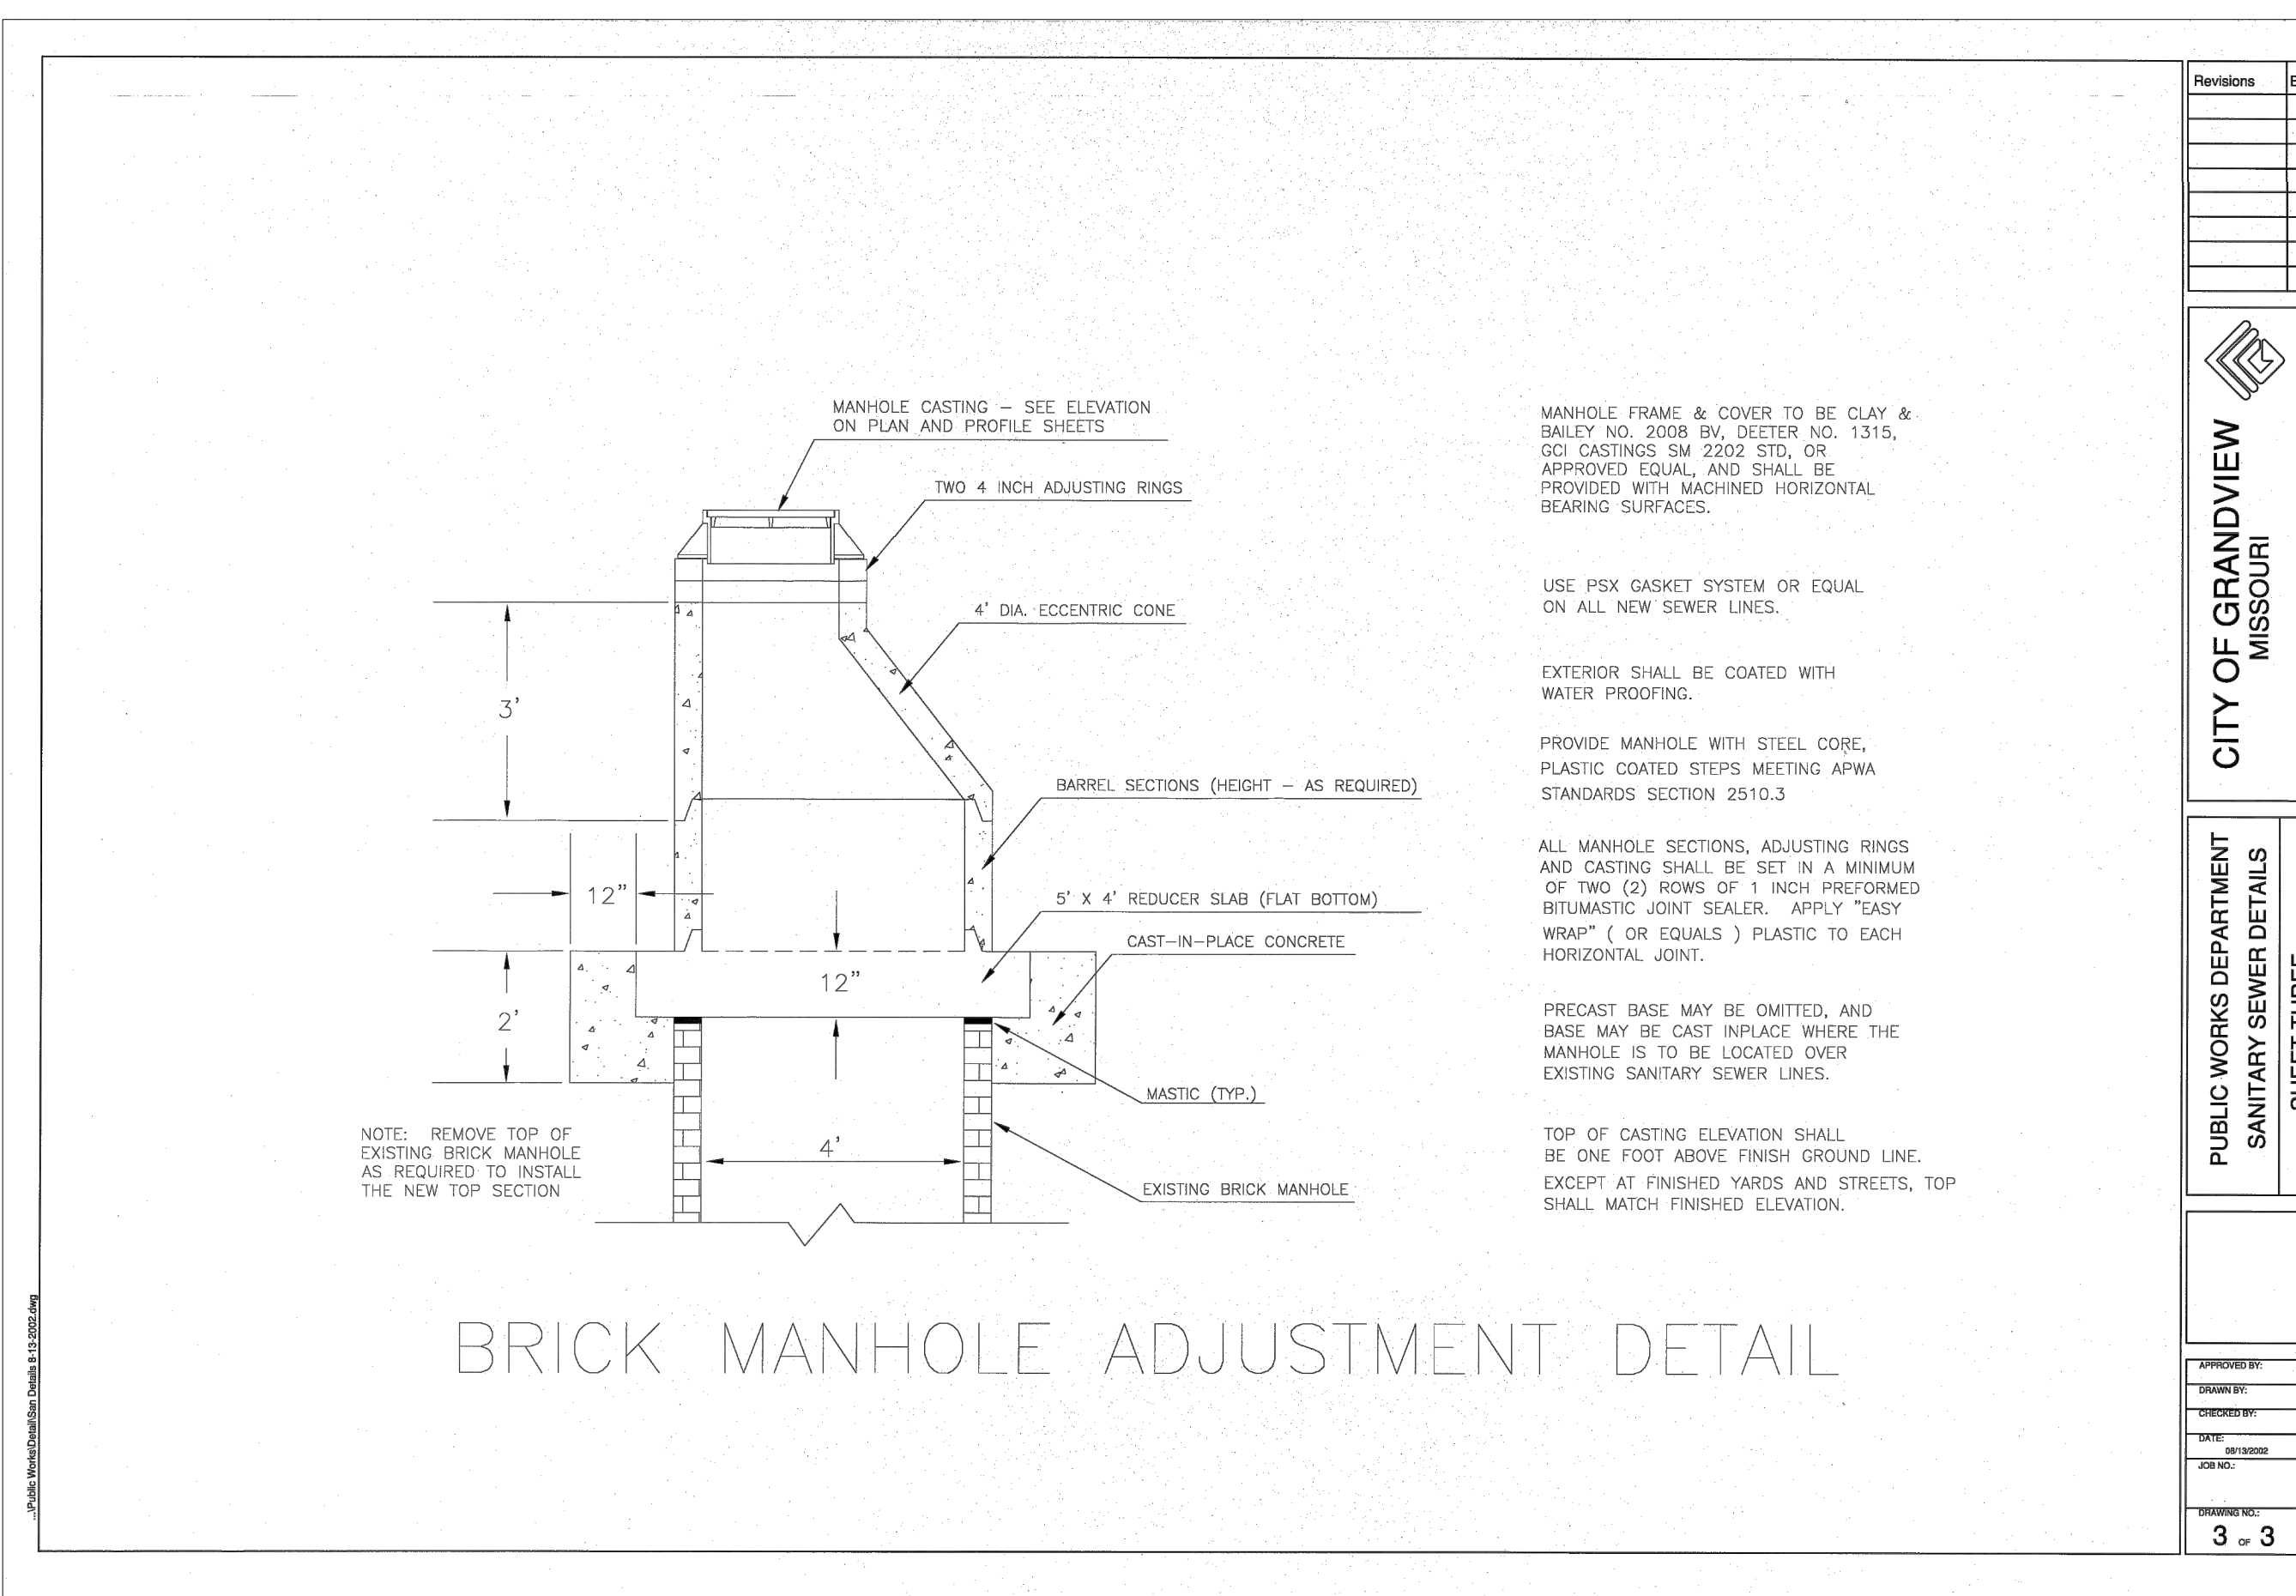 MANHOLE CASTING – SEE ELEVATION
ON PLAN AND PROFILE SHEETS
TWO 4 INCH ADJUSTING RINGS
4' DIA. ECCENTRIC CONE
3'
BARREL SECTIONS (HEIGHT – AS REQUIRED)
12"
5' X 4' REDUCER SLAB (FLAT BOTTOM)
CAST-IN-PLACE CONCRETE
12"
2'
MASTIC (TYP.)
4'
EXISTING BRICK MANHOLE
NOTE: REMOVE TOP OF
EXISTING BRICK MANHOLE
AS REQUIRED TO INSTALL
THE NEW TOP SECTION
MANHOLE FRAME & COVER TO BE CLAY &
BAILEY NO. 2008 BV, DEETER NO. 1315,
GCI CASTINGS SM 2202 STD, OR
APPROVED EQUAL, AND SHALL BE
PROVIDED WITH MACHINED HORIZONTAL
BEARING SURFACES.
USE PSX GASKET SYSTEM OR EQUAL
ON ALL NEW SEWER LINES.
EXTERIOR SHALL BE COATED WITH
WATER PROOFING.
PROVIDE MANHOLE WITH STEEL CORE,
PLASTIC COATED STEPS MEETING APWA
STANDARDS SECTION 2510.3
ALL MANHOLE SECTIONS, ADJUSTING RINGS
AND CASTING SHALL BE SET IN A MINIMUM
OF TWO (2) ROWS OF 1 INCH PREFORMED
BITUMASTIC JOINT SEALER. APPLY "EASY
WRAP" ( OR EQUALS ) PLASTIC TO EACH
HORIZONTAL JOINT.
PRECAST BASE MAY BE OMITTED, AND
BASE MAY BE CAST INPLACE WHERE THE
MANHOLE IS TO BE LOCATED OVER
EXISTING SANITARY SEWER LINES.
TOP OF CASTING ELEVATION SHALL
BE ONE FOOT ABOVE FINISH GROUND LINE.
EXCEPT AT FINISHED YARDS AND STREETS, TOP
SHALL MATCH FINISHED ELEVATION.
BRICK MANHOLE ADJUSTMENT DETAIL
...\Public Works\Detail\San Details 8-13-2002.dwg
Revisions
CITY OF GRANDVIEW
MISSOURI
PUBLIC WORKS DEPARTMENT
SANITARY SEWER DETAILS
APPROVED BY:
DRAWN BY:
CHECKED BY:
DATE:
08/13/2002
JOB NO.:
DRAWING NO.:
3 OF 3